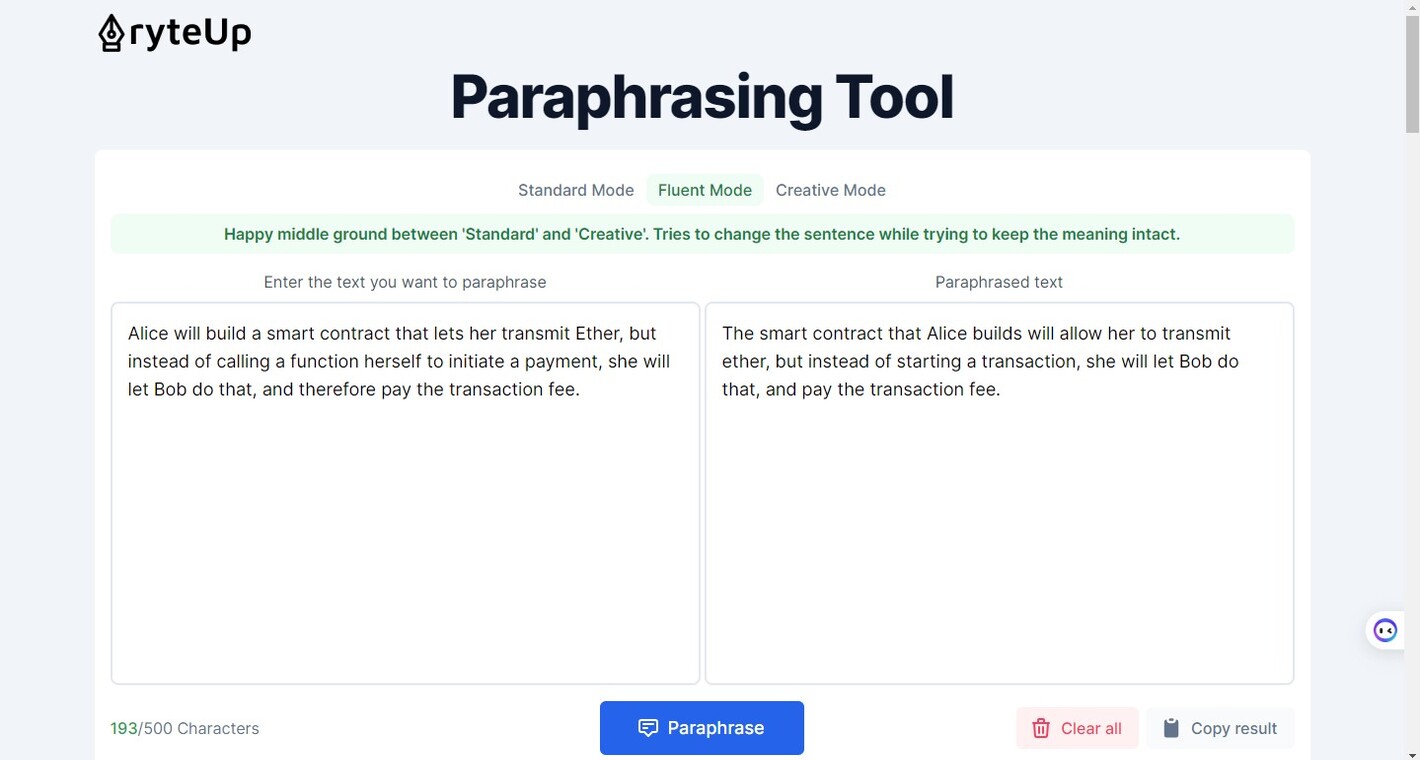 ryteUp
Paraphrasing Tool
Standard Mode Fluent Mode Creative Mode
Happy middle ground between 'Standard' and 'Creative'. Tries to change the sentence while trying to keep the meaning intact.
Enter the text you want to paraphrase
Alice will build a smart contract that lets her transmit Ether, but
instead of calling a function herself to initiate a payment, she will
let Bob do that, and therefore pay the transaction fee.
Paraphrased text
The smart contract that Alice builds will allow her to transmit
ether, but instead of starting a transaction, she will let Bob do
that, and pay the transaction fee.
193/500 Characters
Paraphrase
Clear all
Copy result